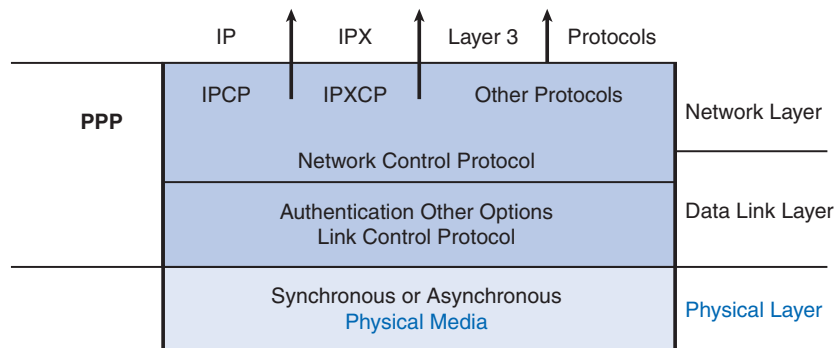 IP IPX Layer 3 Protocols
IPCP IPXCP Other Protocols
PPP
Network Layer
Network Control Protocol
Authentication Other Options
Data Link Layer
Link Control Protocol
Synchronous or Asynchronous
Physical Media
Physical Layer